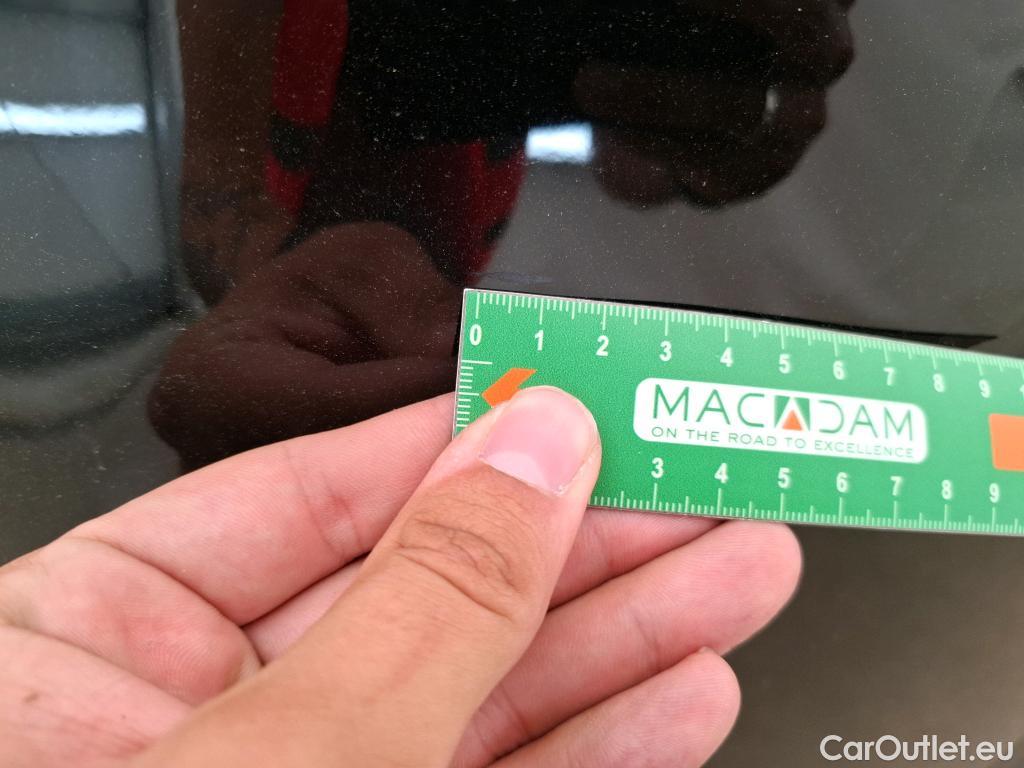 0 1 2 3 4 5 6 7 8 9
MACADAM
ON THE ROAD TO EXCELLENCE
3 4 5 6 7 8 9
CarOutlet.eu